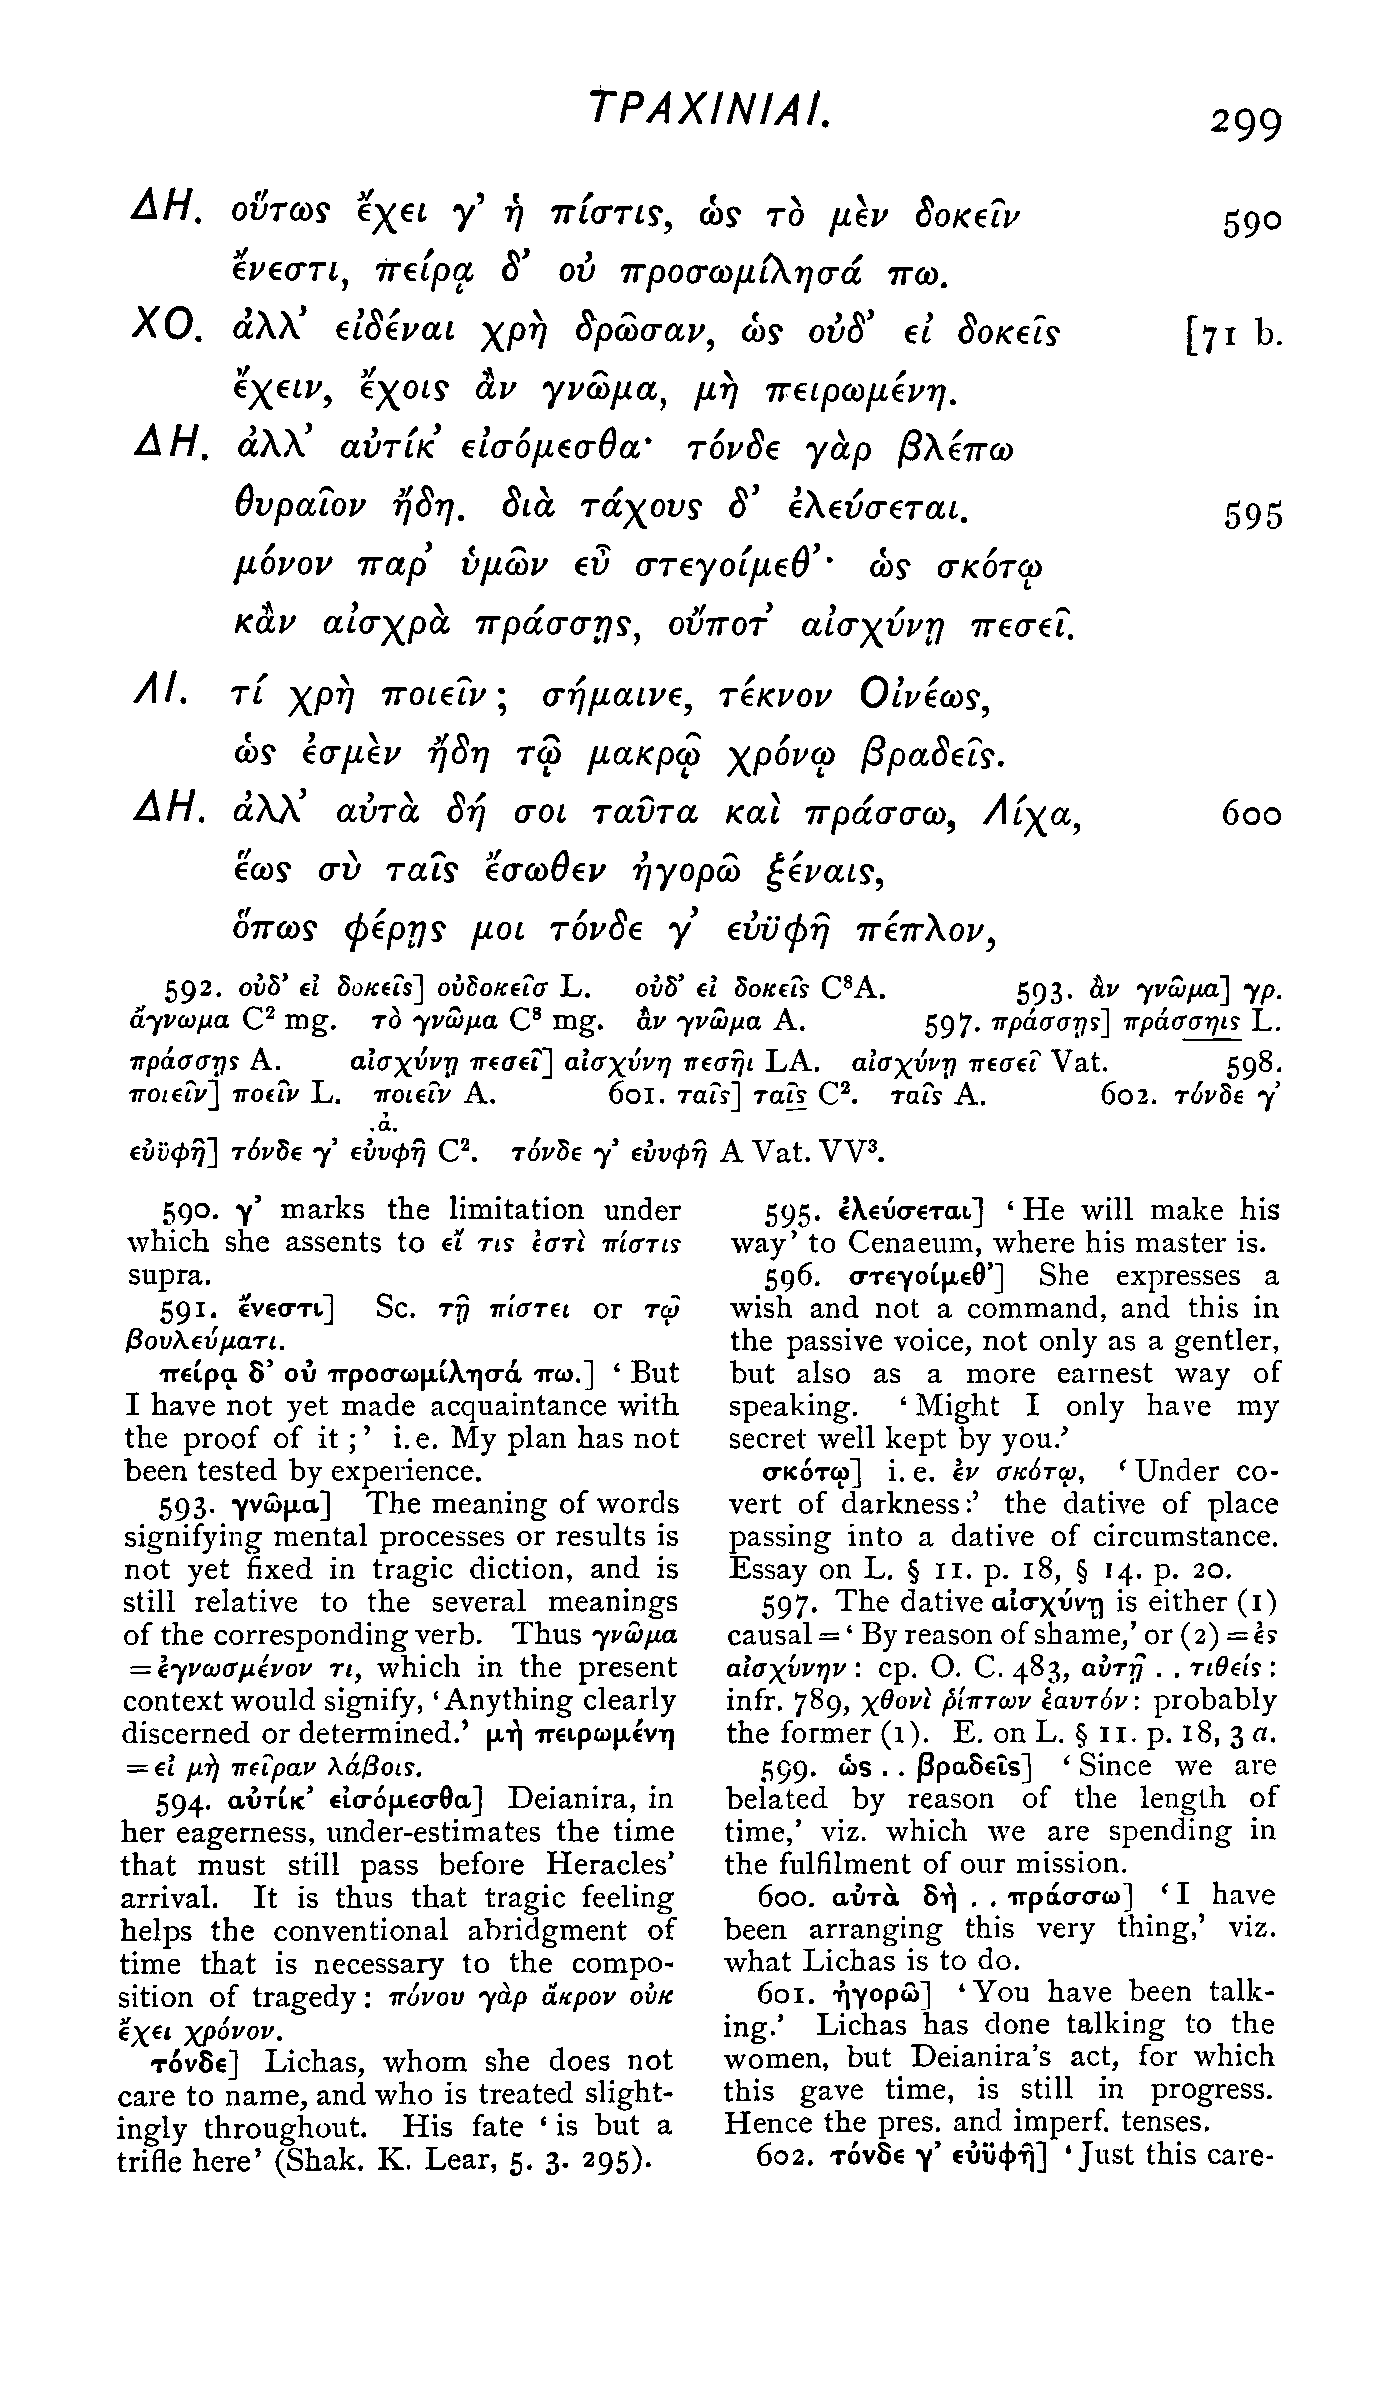 ΤΡΑΧΙΝΙΑΙ.
299
ΔΗ. οὕτως ἔχει γ’ ἡ πίστις, ὡς τὸ μὲν δοκεῖν 590
ἔνεστι, πείρᾳ δ’ οὐ προσωμίλησά πω.
ΧΟ. ἀλλ’ εἰδέναι χρὴ δρῶσαν, ὡς οὐδ’ εἰ δοκεῖς [71 b.
ἔχειν, ἔχοις ἂν γνῶμα, μὴ πειρωμένη.
ΔΗ. ἀλλ’ αὐτίκ’ εἰσόμεσθα· τόνδε γὰρ βλέπω
θυραῖον ἤδη. διὰ τάχους δ’ ἐλεύσεται. 595
μόνον παρ’ ὑμῶν εὖ στεγοίμεθ’· ὡς σκότῳ
κἂν αἰσχρὰ πράσσῃς, οὔποτ’ αἰσχύνῃ πεσεῖ.
ΛΙ. τί χρὴ ποιεῖν; σήμαινε, τέκνον Οἰνέως,
ὡς ἐσμὲν ἤδη τῷ μακρῷ χρόνῳ βραδεῖς.
ΔΗ. ἀλλ’ αὐτὰ δή σοι ταῦτα καὶ πράσσω, Λίχα, 600
ἕως σὺ ταῖς ἔσωθεν ἠγορῶ ξέναις,
ὅπως φέρῃς μοι τόνδε γ’ εὐϋφῆ πέπλον,
592. οὐδ’ εἰ δοκεῖς] οὐδοκεῖσ L. οὐδ’ εἰ δοκεῖς C⁸A. 593. ἂν γνῶμα] γρ.
ἄγνωμα C² mg. τὸ γνῶμα C⁸ mg. ἂν γνῶμα A. 597. πράσσῃς] πράσσηις L.
πράσσῃς A. αἰσχύνῃ πεσεῖ] αἰσχύνη πεσῆι LA. αἰσχύνῃ πεσεῖ Vat. 598.
ποιεῖν] ποεῖν L. ποιεῖν A. 601. ταῖς] ταῖς C². ταῖς A. 602. τόνδε γ’
.ἀ.
εὐϋφῆ] τόνδε γ’ εὐυφῆ C². τόνδε γ’ εὐυφῆ A Vat. VV³.
590. γ’ marks the limitation under
which she assents to εἴ τις ἐστὶ πίστις
supra.
591. ἔνεστι] Sc. τῇ πίστει or τῷ
βουλεύματι.
πείρᾳ δ’ οὐ προσωμίλησά πω.] ‘But
I have not yet made acquaintance with
the proof of it;’ i.e. My plan has not
been tested by experience.
593. γνῶμα] The meaning of words
signifying mental processes or results is
not yet fixed in tragic diction, and is
still relative to the several meanings
of the corresponding verb. Thus γνῶμα
=ἐγνωσμένον τι, which in the present
context would signify, ‘Anything clearly
discerned or determined.’ μὴ πειρωμένη
=εἰ μὴ πεῖραν λάβοις.
594. αὐτίκ’ εἰσόμεσθα] Deianira, in
her eagerness, under-estimates the time
that must still pass before Heracles’
arrival. It is thus that tragic feeling
helps the conventional abridgment of
time that is necessary to the compo-
sition of tragedy: πόνου γὰρ ἄκρον οὐκ
ἔχει χρόνον.
τόνδε] Lichas, whom she does not
care to name, and who is treated slight-
ingly throughout. His fate ‘is but a
trifle here’ (Shak. K. Lear, 5. 3. 295).
595. ἐλεύσεται] ‘He will make his
way’ to Cenaeum, where his master is.
596. στεγοίμεθ’] She expresses a
wish and not a command, and this in
the passive voice, not only as a gentler,
but also as a more earnest way of
speaking. ‘Might I only have my
secret well kept by you.’
σκότῳ] i.e. ἐν σκότῳ, ‘Under co-
vert of darkness:’ the dative of place
passing into a dative of circumstance.
Essay on L. § 11. p. 18, § 14. p. 20.
597. The dative αἰσχύνῃ is either (1)
causal=‘By reason of shame,’ or (2)=ἐς
αἰσχύνην: cp. O. C. 483, αὐτῇ . . τιθείς:
infr. 789, χθονὶ ῥίπτων ἑαυτόν: probably
the former (1). E. on L. § 11. p. 18, 3 a.
599. ὡς . . βραδεῖς] ‘Since we are
belated by reason of the length of
time,’ viz. which we are spending in
the fulfilment of our mission.
600. αὐτὰ δὴ . . πράσσω] ‘I have
been arranging this very thing,’ viz.
what Lichas is to do.
601. ἠγορῶ] ‘You have been talk-
ing.’ Lichas has done talking to the
women, but Deianira’s act, for which
this gave time, is still in progress.
Hence the pres. and imperf. tenses.
602. τόνδε γ’ εὐϋφῆ] ‘Just this care-